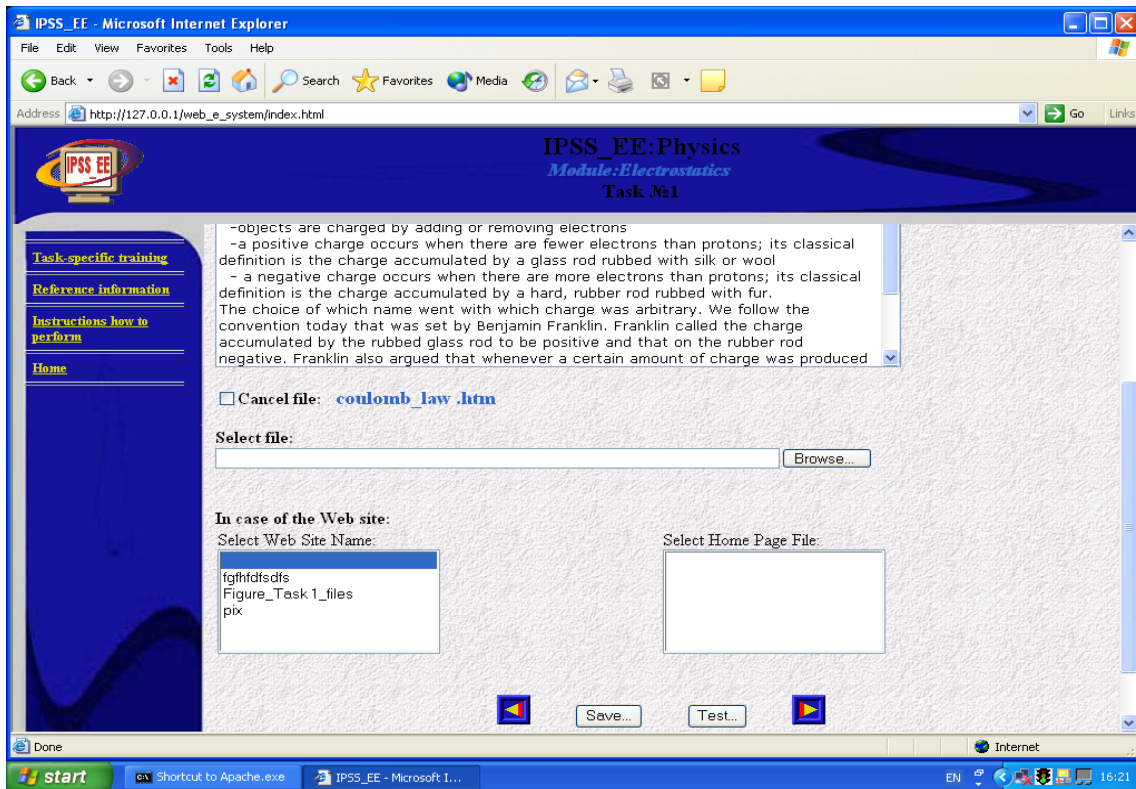 IPSS_EE - Microsoft Internet Explorer
File Edit View Favorites Tools Help
Back Search Favorites Media
Address http://127.0.0.1/web_e_system/index.html Go Links
IPSS EE
IPSS_EE:Physics
Module:Electrostatics
Task №1
Task-specific training
Reference information
Instructions how to
perform
Home
-objects are charged by adding or removing electrons
-a positive charge occurs when there are fewer electrons than protons; its classical
definition is the charge accumulated by a glass rod rubbed with silk or wool
- a negative charge occurs when there are more electrons than protons; its classical
definition is the charge accumulated by a hard, rubber rod rubbed with fur.
The choice of which name went with which charge was arbitrary. We follow the
convention today that was set by Benjamin Franklin. Franklin called the charge
accumulated by the rubbed glass rod to be positive and that on the rubber rod
negative. Franklin also argued that whenever a certain amount of charge was produced
Cancel file: coulomb_law .htm
Select file:
Browse...
In case of the Web site:
Select Web Site Name:
fgfhfdfsdfs
Figure_Task 1_files
pix
Select Home Page File:
Save... Test...
Done Internet
start Shortcut to Apache.exe IPSS_EE - Microsoft I... EN 16:21